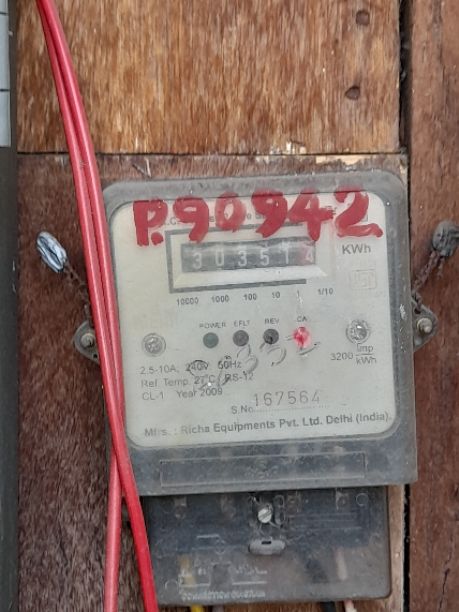 P.90942
303514
KWh
10000 1000 100 10 1 1/10
POWER EFLT REV CAL
2.5-10A, 240V, 50Hz
3200 Imp/kWh
Ref. Temp. 27°C, RS-12
CL-1 Year 2009
S.No. 167564
Mfrs. : Richa Equipments Pvt. Ltd. Delhi (India).